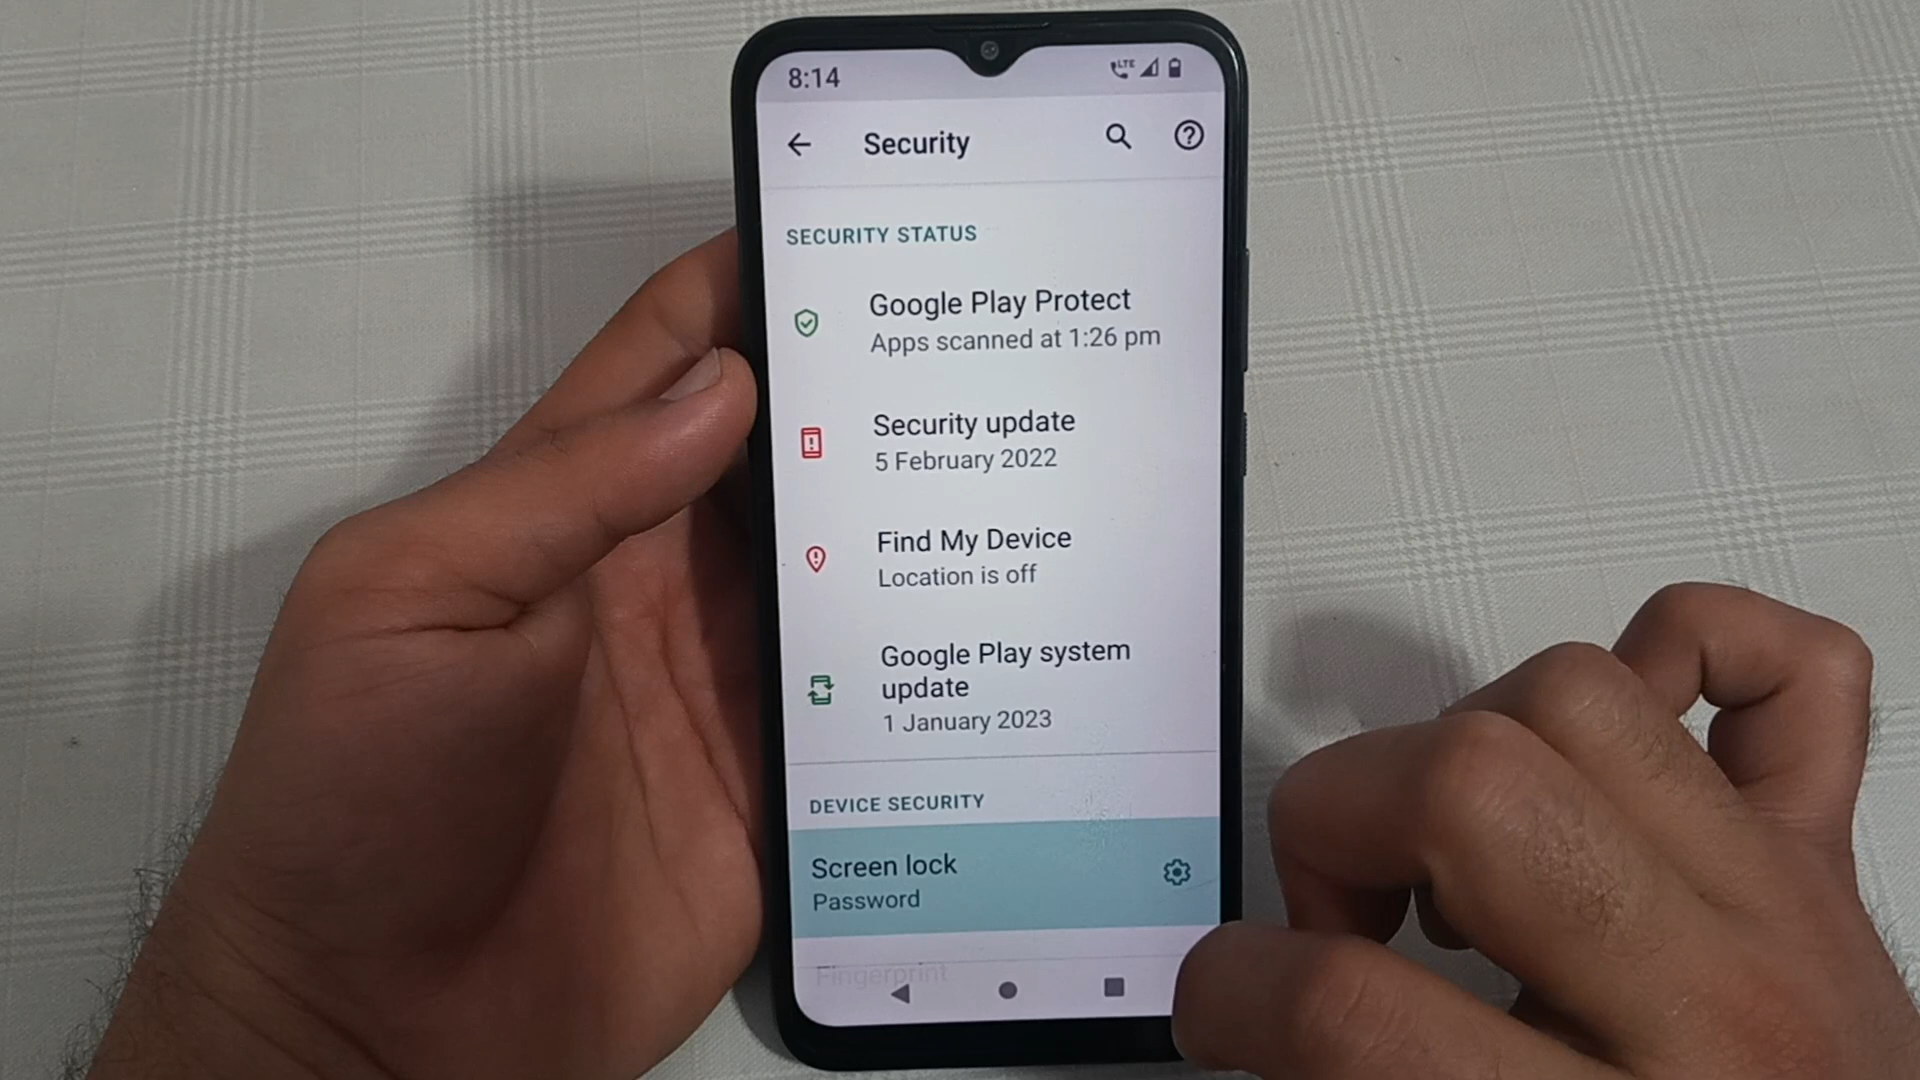 8:14
LTE
Security
SECURITY STATUS
Google Play Protect
Apps scanned at 1:26 pm
Security update
5 February 2022
Find My Device
Location is off
Google Play system
update
1 January 2023
DEVICE SECURITY
Screen lock
Password
Fingerprint